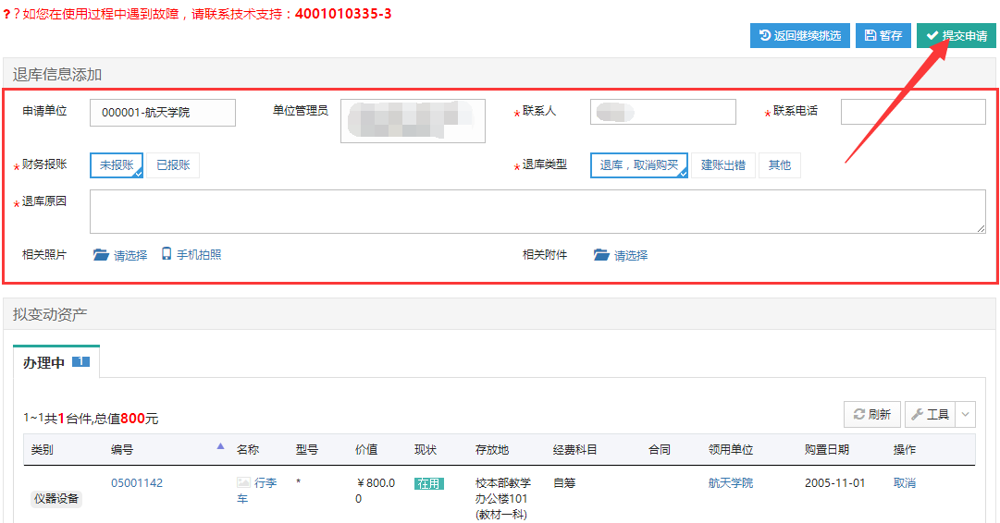 ??如您在使用过程中遇到故障，请联系技术支持：4001010335-3
返回继续挑选 暂存 提交申请
退库信息添加
申请单位 000001-航天学院 单位管理员 *联系人 *联系电话
*财务报账 未报账 已报账 *退库类型 退库，取消购买 建账出错 其他
*退库原因
相关照片 请选择 手机拍照 相关附件 请选择
拟变动资产
办理中 1
1~1共1台件,总值800元 刷新 工具
类别 编号 名称 型号 价值 现状 存放地 经费科目 合同 领用单位 购置日期 操作
仪器设备 05001142 行李车 * ￥800.00 在用 校本部教学办公楼101(教材一科) 自筹 航天学院 2005-11-01 取消